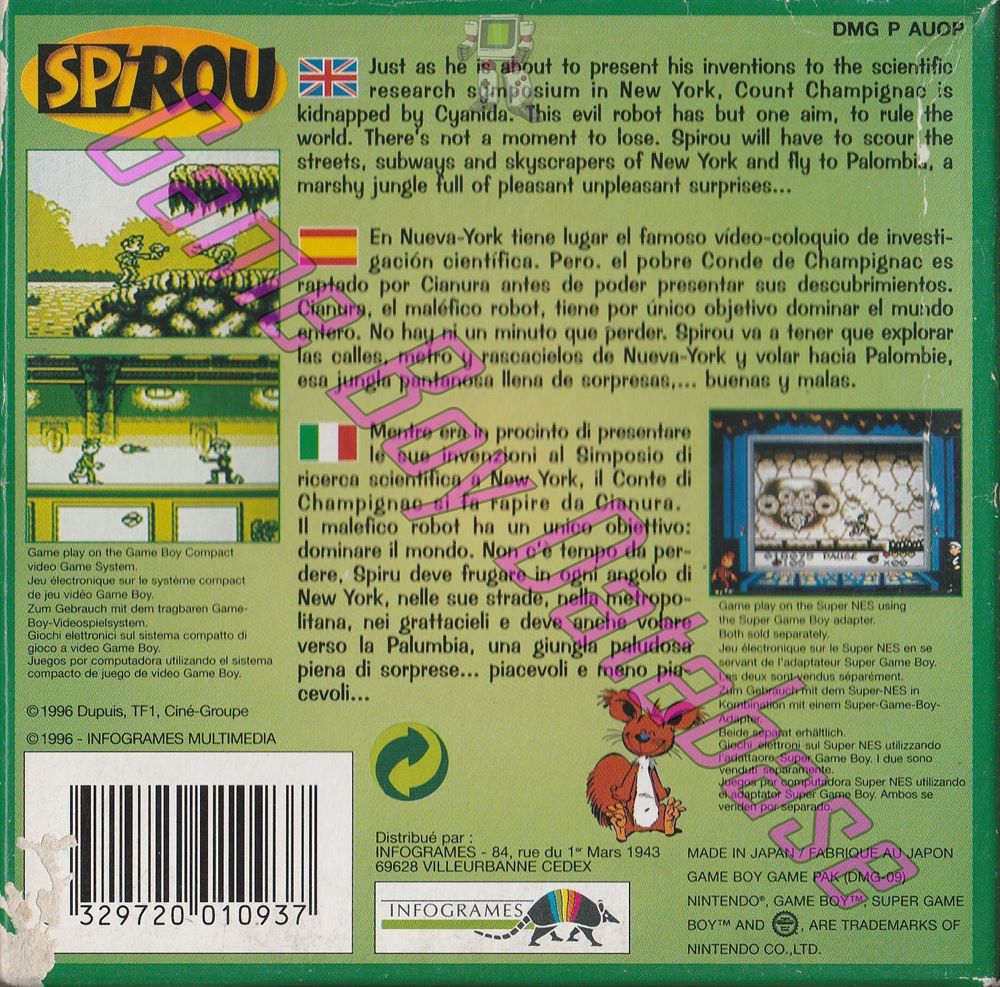 DMG P AUOP
SPIROU
Just as he is about to present his inventions to the scientific
research symposium in New York, Count Champignac is
kidnapped by Cyanida. This evil robot has but one aim, to rule the
world. There's not a moment to lose. Spirou will have to scour the
streets, subways and skyscrapers of New York and fly to Palombia, a
marshy jungle full of pleasant unpleasant surprises...
En Nueva-York tiene lugar el famoso vídeo-coloquio de investi-
gación científica. Pero. el pobre Conde de Champignac es
raptado por Cianura antes de poder presentar sus descubrimientos.
Cianura, el maléfico robot, tiene por único objetivo dominar el mundo
entero. No hay ni un minuto que perder. Spirou va a tener que explorar
las calles, metro y rascacielos de Nueva-York y volar hacia Palombie,
esa jungla pantanosa llena de sorpresas,... buenas y malas.
Mentre era in procinto di presentare
le sue invenzioni al Simposio di
ricerca scientifica a New York, il Conte di
Champignac si fa rapire da Cianura.
Il malefico robot ha un unico obiettivo:
dominare il mondo. Non c'è tempo da per-
dere, Spiru deve frugare in ogni angolo di
New York, nelle sue strade, nella metropo-
litana, nei grattacieli e deve anche volare
verso la Palumbia, una giungla paludosa
piena di sorprese... piacevoli e meno pia-
cevoli...
Game play on the Game Boy Compact
video Game System.
Jeu électronique sur le système compact
de jeu vidéo Game Boy.
Zum Gebrauch mit dem tragbaren Game-
Boy-Videospielsystem.
Giochi elettronici sul sistema compatto di
gioco a video Game Boy.
Juegos por computadora utilizando el sistema
compacto de juego de video Game Boy.
018075 PAUSE
×00
Game play on the Super NES using
the Super Game Boy adapter.
Both sold separately.
Jeu électronique sur le Super NES en se
servant de l'adaptateur Super Game Boy.
Les deux sont vendus séparément.
Zum Gebrauch mit dem Super-NES in
Kombination mit einem Super-Game-Boy-
Adapter.
Beide separat erhältlich.
Giochi elettroni sul Super NES utilizzando
l'adattaore Super Game Boy. I due sono
venduti separamente.
Juegos por computadora Super NES utilizando
el adaptator Super Game Boy. Ambos se
venden por separado.
©1996 Dupuis, TF1, Ciné-Groupe
©1996 - INFOGRAMES MULTIMEDIA
329720 010937
Distribué par :
INFOGRAMES - 84, rue du 1er Mars 1943
69628 VILLEURBANNE CEDEX
INFOGRAMES
MADE IN JAPAN / FABRIQUE AU JAPON
GAME BOY GAME PAK (DMG-09)
NINTENDO®, GAME BOY™, SUPER GAME
BOY™ AND , ARE TRADEMARKS OF
NINTENDO CO.,LTD.
Game Boy Database